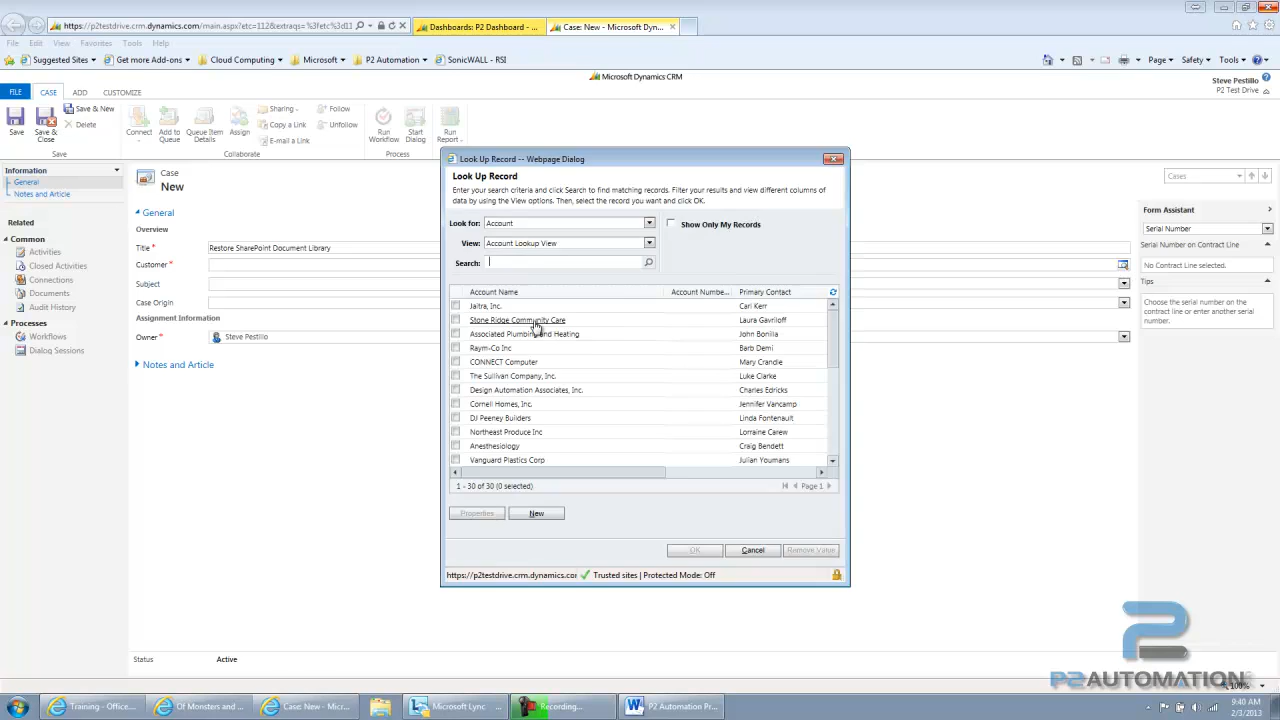 https://p2testdrive.crm.dynamics.com/main.aspx?etc=112&extraqs=%3fetc%3d11
Dashboards: P2 Dashboard - ...
Case: New - Microsoft Dyn...
File Edit View Favorites Tools Help
Suggested Sites Get more Add-ons Cloud Computing Microsoft P2 Automation SonicWALL - RSI
Page Safety Tools
Microsoft Dynamics CRM
Steve Pestillo
P2 Test Drive
FILE CASE ADD CUSTOMIZE
Save
Save & Close
Save & New
Delete
Save
Connect
Add to Queue
Queue Item Details
Assign
Sharing
Copy a Link
E-mail a Link
Follow
Unfollow
Collaborate
Run Workflow
Start Dialog
Process
Run Report
Information
General
Notes and Article
Related
Common
Activities
Closed Activities
Connections
Documents
Audit History
Processes
Workflows
Dialog Sessions
Case
New
Cases
General
Overview
Title* Restore SharePoint Document Library
Customer*
Subject
Case Origin
Assignment Information
Owner* Steve Pestillo
Notes and Article
Status Active
Look Up Record -- Webpage Dialog
Look Up Record
Enter your search criteria and click Search to find matching records. Filter your results and view different columns of
data by using the View options. Then, select the record you want and click OK.
Look for: Account
Show Only My Records
View: Account Lookup View
Search:
Account Name Account Numbe... Primary Contact
Jaitra, Inc. Cari Kerr
Stone Ridge Community Care Laura Gavriloff
Associated Plumbing and Heating John Bonilla
Raym-Co Inc Barb Demi
CONNECT Computer Mary Crandle
The Sullivan Company, Inc. Luke Clarke
Design Automation Associates, Inc. Charles Edricks
Cornell Homes, Inc. Jennifer Vancamp
DJ Peeney Builders Linda Fontenault
Northeast Produce Inc Lorraine Carew
Anesthesiology Craig Bendett
Vanguard Plastics Corp Julian Youmans
1 - 30 of 30 (0 selected)
Page 1
Properties New
OK Cancel Remove Value
https://p2testdrive.crm.dynamics.cor Trusted sites | Protected Mode: Off
Form Assistant
Serial Number
Serial Number on Contract Line
No Contract Line selected.
Tips
Choose the serial number on the
contract line or enter another serial
number.
P2AUTOMATION
100%
Training - Office...
Of Monsters and ...
Case: New - Micr...
Microsoft Lync
Recording...
P2 Automation Pr...
9:40 AM
2/3/2013